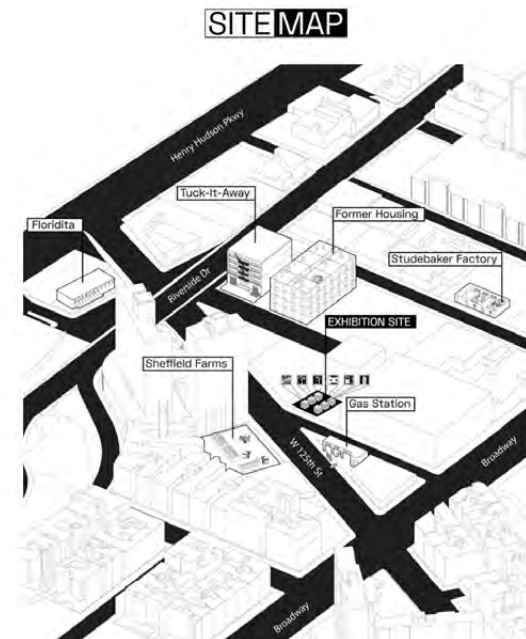 SITE MAP
Henry Hudson Pkwy
Tuck-It-Away
Former Housing
Floridita
Studebaker Factory
Riverside Dr
EXHIBITION SITE
Sheffield Farms
Gas Station
W 125th St
Broadway
Broadway